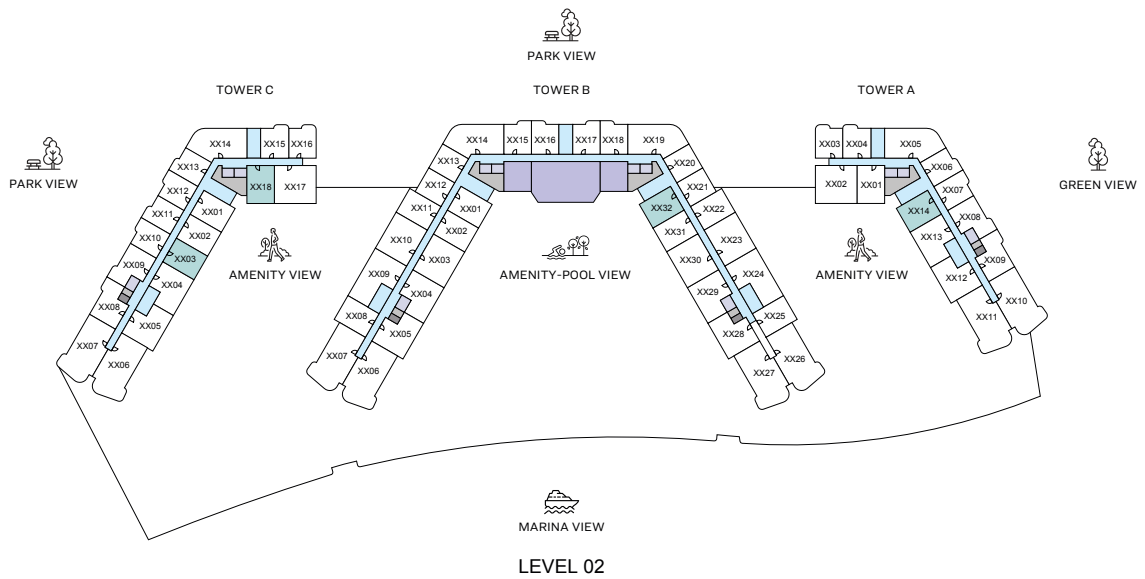 PARK VIEW
TOWER C
TOWER B
TOWER A
PARK VIEW
GREEN VIEW
XX14
XX15
XX16
XX13
XX18
XX17
XX12
XX01
XX11
XX02
XX10
XX03
XX09
XX04
XX08
XX05
XX07
XX06
AMENITY VIEW
XX14
XX15
XX16
XX17
XX18
XX19
XX13
XX20
XX12
XX21
XX01
XX32
XX11
XX22
XX02
XX31
XX10
XX23
XX03
XX30
XX09
XX24
XX04
XX29
XX08
XX25
XX05
XX28
XX07
XX26
XX06
XX27
AMENITY-POOL VIEW
XX03
XX04
XX05
XX06
XX02
XX01
XX07
XX14
XX08
XX13
XX09
XX12
XX10
XX11
AMENITY VIEW
MARINA VIEW
LEVEL 02